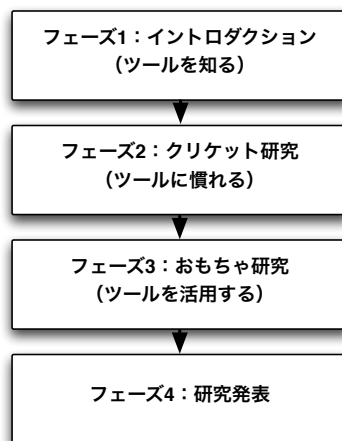 フェーズ1：イントロダクション
（ツールを知る）
フェーズ2：クリケット研究
（ツールに慣れる）
フェーズ3：おもちゃ研究
（ツールを活用する）
フェーズ4：研究発表